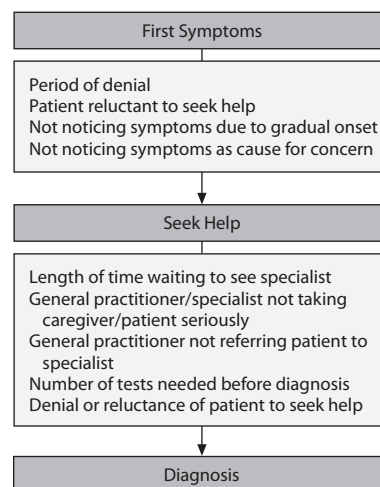 First Symptoms
Period of denial
Patient reluctant to seek help
Not noticing symptoms due to gradual onset
Not noticing symptoms as cause for concern
Seek Help
Length of time waiting to see specialist
General practitioner/specialist not taking
caregiver/patient seriously
General practitioner not referring patient to
specialist
Number of tests needed before diagnosis
Denial or reluctance of patient to seek help
Diagnosis